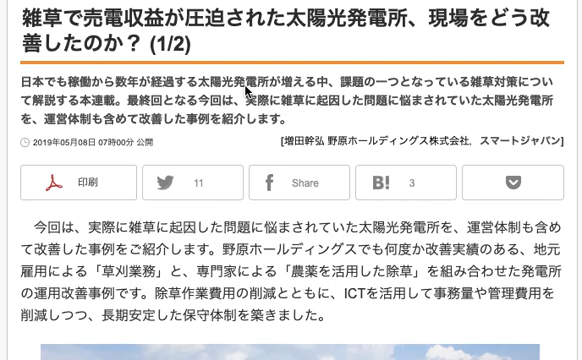 雑草で売電収益が圧迫された太陽光発電所、現場をどう改
善したのか？ (1/2)
日本でも稼働から数年が経過する太陽光発電所が増える中、課題の一つとなっている雑草対策につい
て解説する本連載。最終回となる今回は、実際に雑草に起因した問題に悩まされていた太陽光発電所
を、運営体制も含めて改善した事例を紹介します。
2019年05月08日 07時00分 公開
[増田幹弘 野原ホールディングス株式会社，スマートジャパン]
印刷
11
Share
B! 3
今回は、実際に雑草に起因した問題に悩まされていた太陽光発電所を、運営体制も含め
て改善した事例をご紹介します。野原ホールディングスでも何度か改善実績のある、地元
雇用による「草刈業務」と、専門家による「農薬を活用した除草」を組み合わせた発電所
の運用改善事例です。除草作業費用の削減とともに、ICTを活用して事務量や管理費用を
削減しつつ、長期安定した保守体制を築きました。